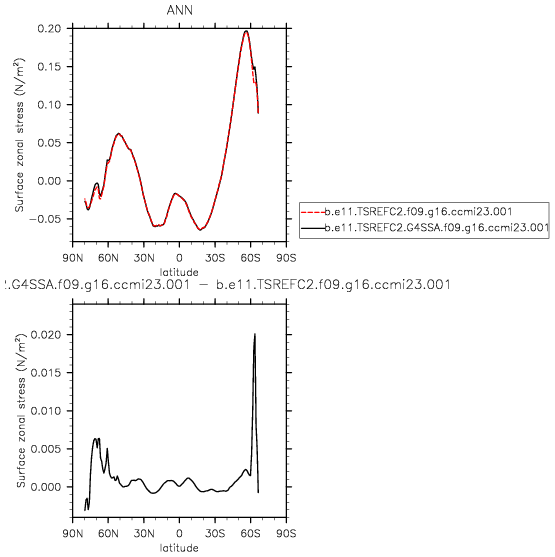 ANN
Surface zonal stress (N/m²)
0.20
0.15
0.10
0.05
0.00
−0.05
90N 60N 30N 0 30S 60S 90S
latitude
b.e11.TSREFC2.f09.g16.ccmi23.001
b.e11.TSREFC2.G4SSA.f09.g16.ccmi23.001
.G4SSA.f09.g16.ccmi23.001 − b.e11.TSREFC2.f09.g16.ccmi23.001
Surface zonal stress (N/m²)
0.020
0.015
0.010
0.005
0.000
90N 60N 30N 0 30S 60S 90S
latitude